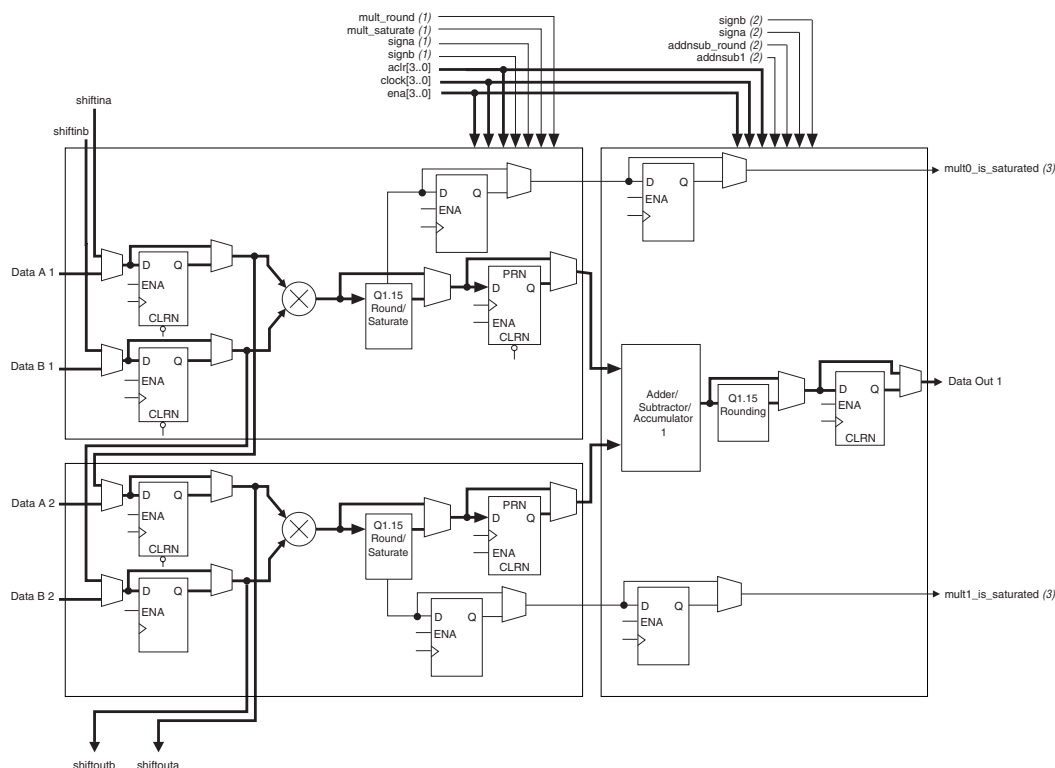 mult_round (1)
mult_saturate (1)
signa (1)
signb (1)
aclr[3..0]
clock[3..0]
ena[3..0]
signb (2)
signa (2)
addnsub_round (2)
addnsub1 (2)
shiftina
shiftinb
D Q
ENA
D Q
ENA
mult0_is_saturated (3)
Data A 1
D Q
ENA
CLRN
Q1.15
Round/
Saturate
PRN
D Q
ENA
CLRN
Data B 1
D Q
ENA
CLRN
Adder/
Subtractor/
Accumulator
1
Q1.15
Rounding
D Q
ENA
CLRN
Data Out 1
Data A 2
D Q
ENA
CLRN
Q1.15
Round/
Saturate
PRN
D Q
ENA
CLRN
Data B 2
D Q
ENA
D Q
ENA
D Q
ENA
mult1_is_saturated (3)
shiftoutb
shiftouta